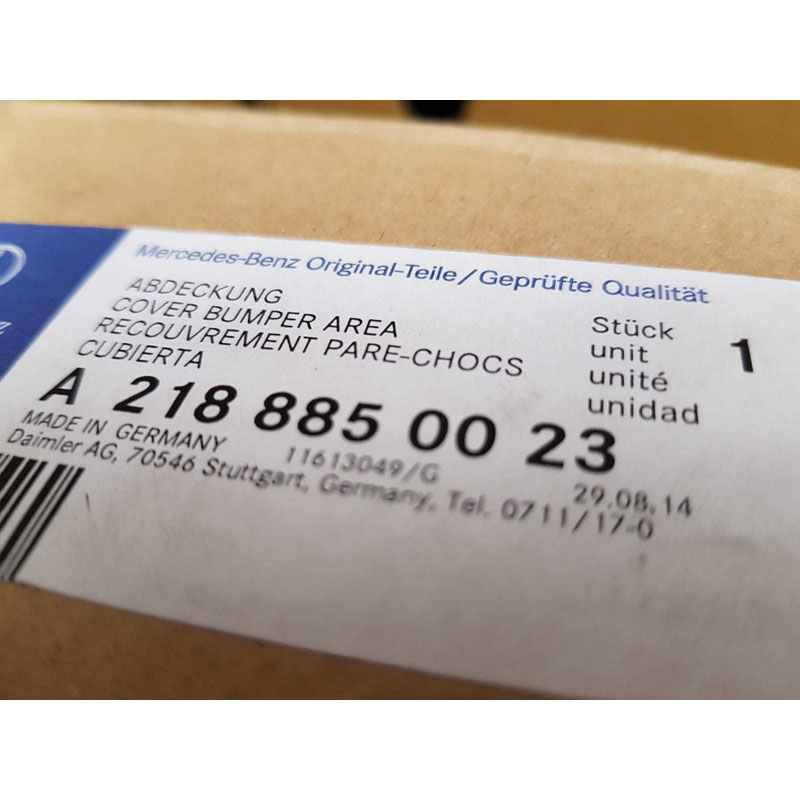 Mercedes-Benz Original-Teile/Geprüfte Qualität
ABDECKUNG
COVER BUMPER AREA
RECOUVREMENT PARE-CHOCS
CUBIERTA
Stück
unit
unité
unidad
1
A 218 885 00 23
MADE IN GERMANY
11613049/G
29.08.14
Daimler AG, 70546 Stuttgart, Germany, Tel. 0711/17-0